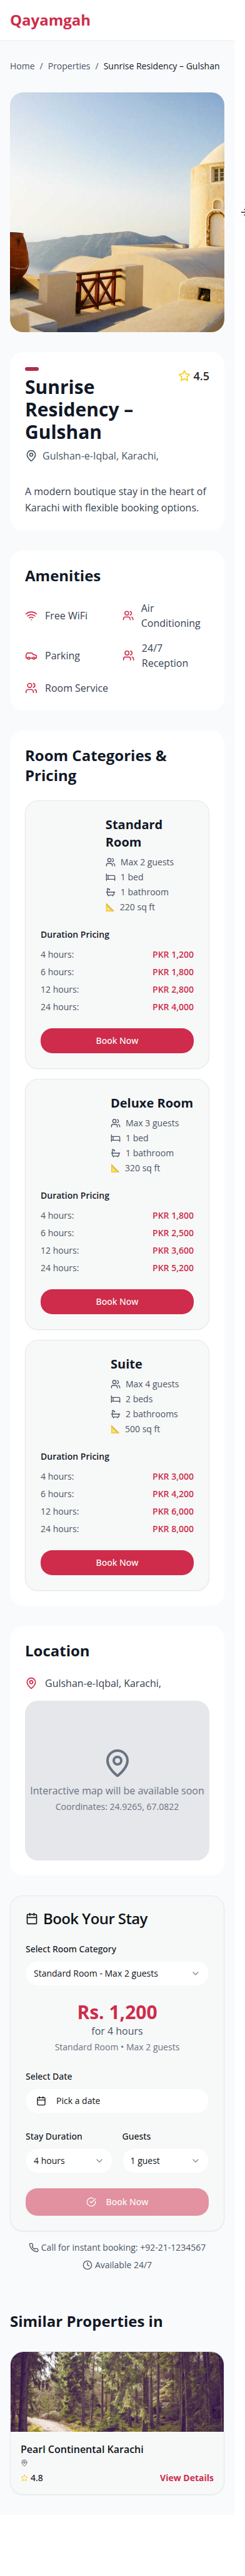 Qayamgah
Home / Properties / Sunrise Residency – Gulshan
Sunrise
Residency –
Gulshan
4.5
Gulshan-e-Iqbal, Karachi,
A modern boutique stay in the heart of
Karachi with flexible booking options.
Amenities
Free WiFi
Air
Conditioning
Parking
24/7
Reception
Room Service
Room Categories &
Pricing
Standard
Room
Max 2 guests
1 bed
1 bathroom
220 sq ft
Duration Pricing
4 hours: PKR 1,200
6 hours: PKR 1,800
12 hours: PKR 2,800
24 hours: PKR 4,000
Book Now
Deluxe Room
Max 3 guests
1 bed
1 bathroom
320 sq ft
Duration Pricing
4 hours: PKR 1,800
6 hours: PKR 2,500
12 hours: PKR 3,600
24 hours: PKR 5,200
Book Now
Suite
Max 4 guests
2 beds
2 bathrooms
500 sq ft
Duration Pricing
4 hours: PKR 3,000
6 hours: PKR 4,200
12 hours: PKR 6,000
24 hours: PKR 8,000
Book Now
Location
Gulshan-e-Iqbal, Karachi,
Interactive map will be available soon
Coordinates: 24.9265, 67.0822
Book Your Stay
Select Room Category
Standard Room - Max 2 guests
Rs. 1,200
for 4 hours
Standard Room • Max 2 guests
Select Date
Pick a date
Stay Duration Guests
4 hours 1 guest
Book Now
Call for instant booking: +92-21-1234567
Available 24/7
Similar Properties in
Pearl Continental Karachi
4.8 View Details